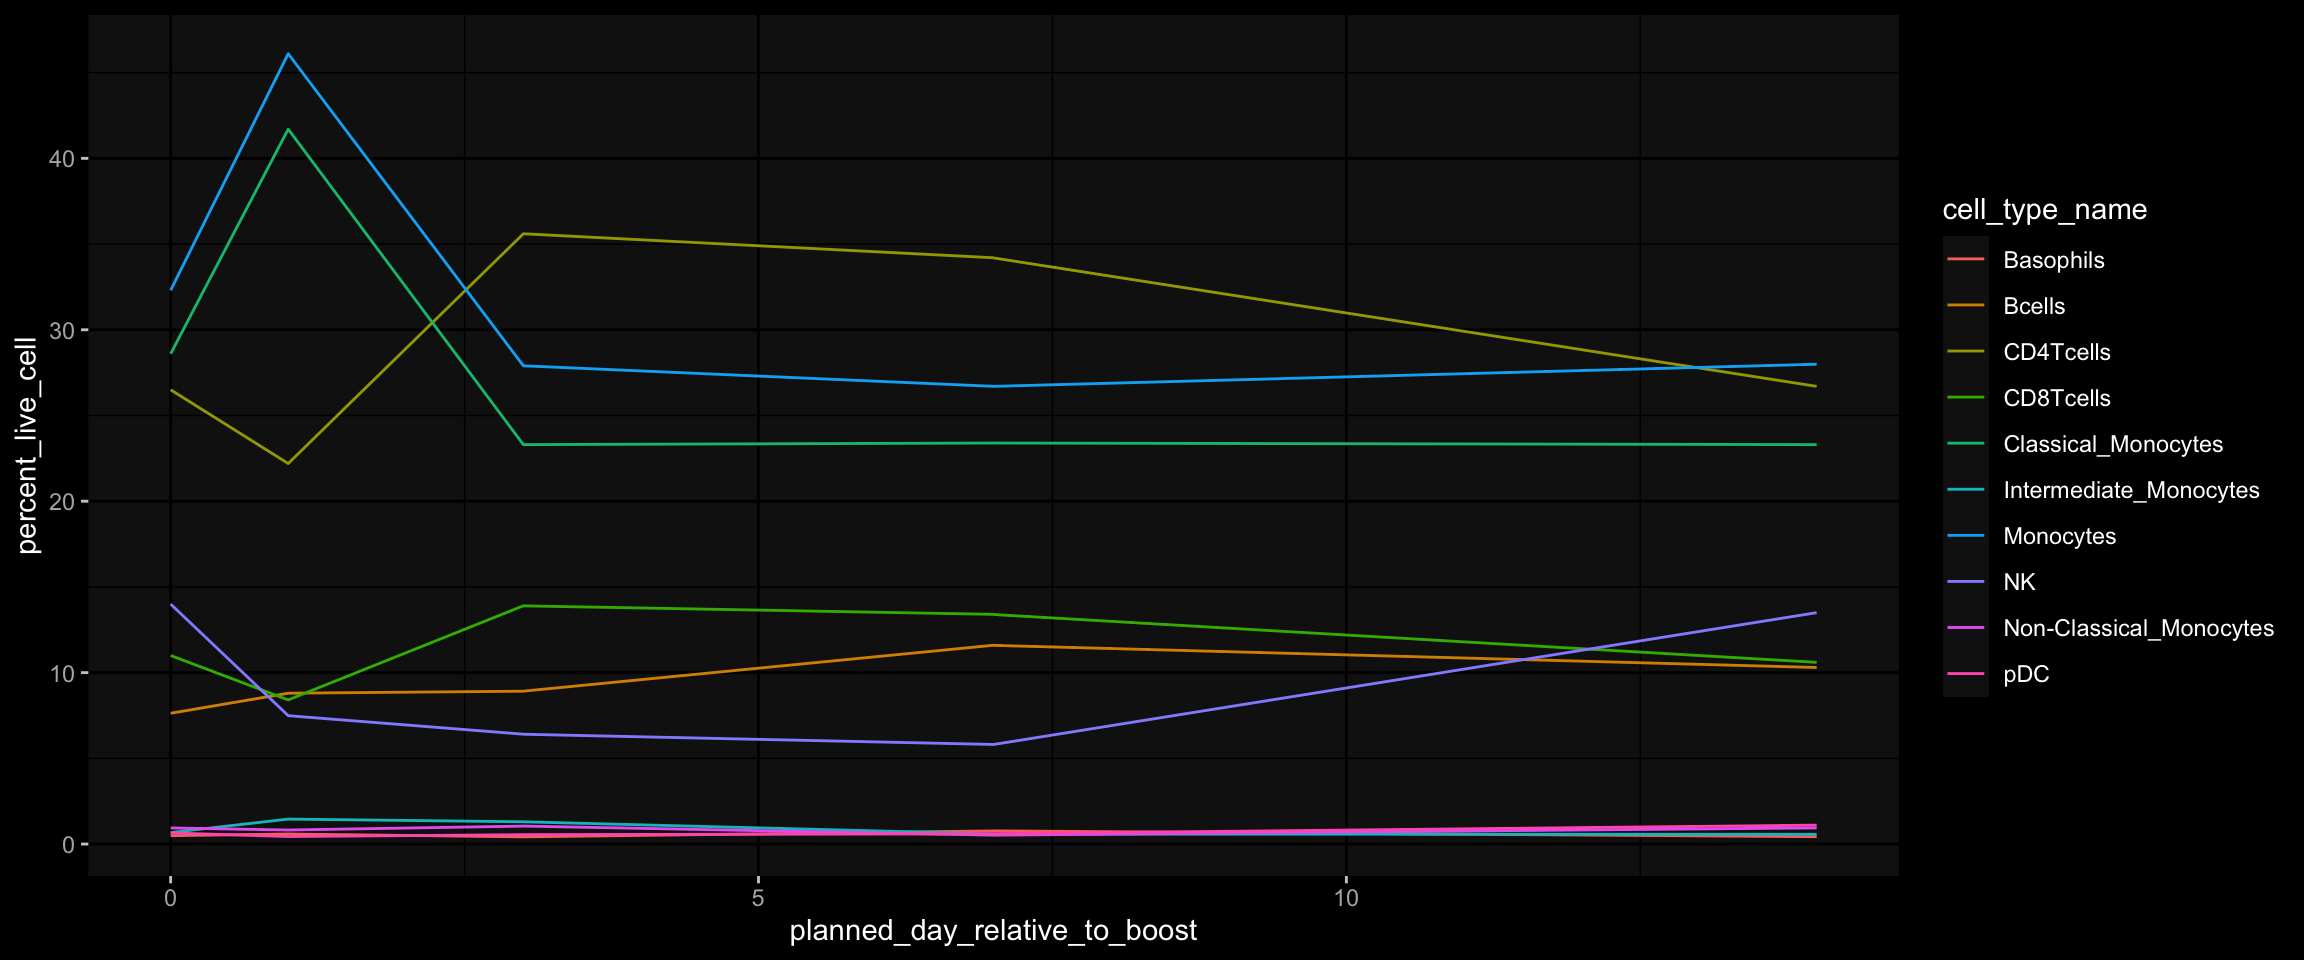 percent_live_cell
40
30
20
10
0
0 5 10
planned_day_relative_to_boost
cell_type_name
Basophils
Bcells
CD4Tcells
CD8Tcells
Classical_Monocytes
Intermediate_Monocytes
Monocytes
NK
Non-Classical_Monocytes
pDC